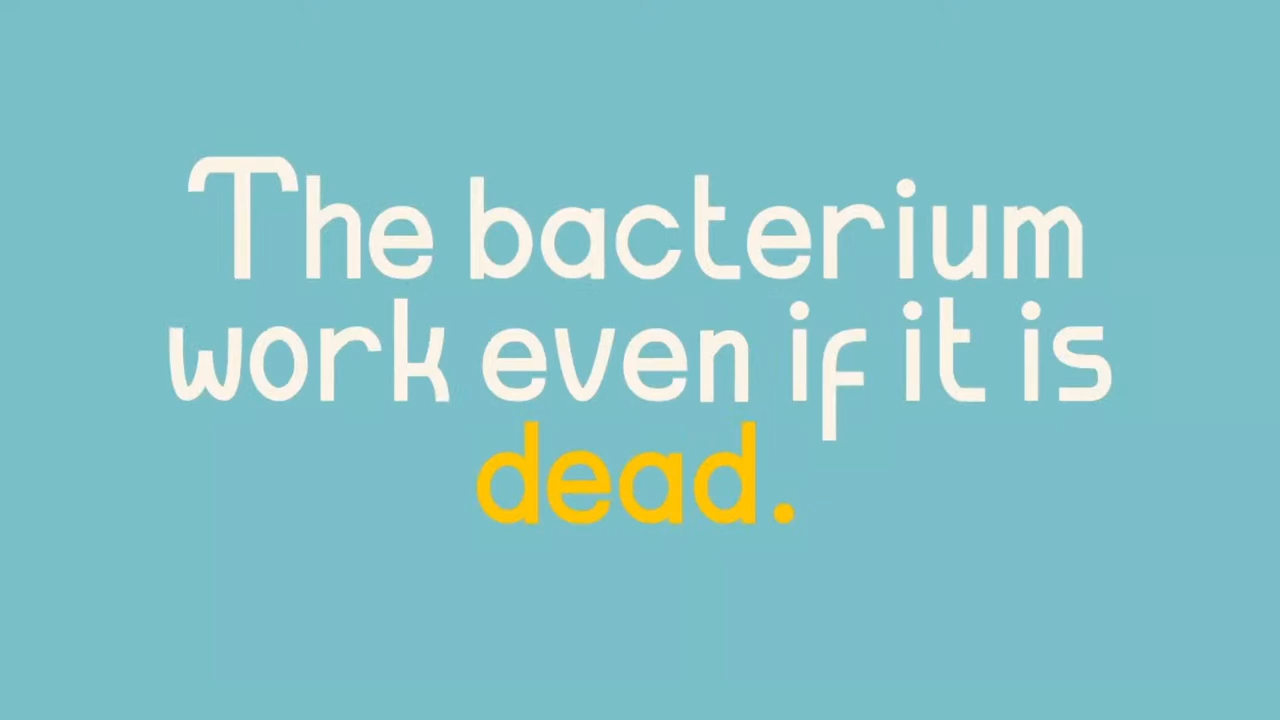 The bacterium
work even if it is
dead.